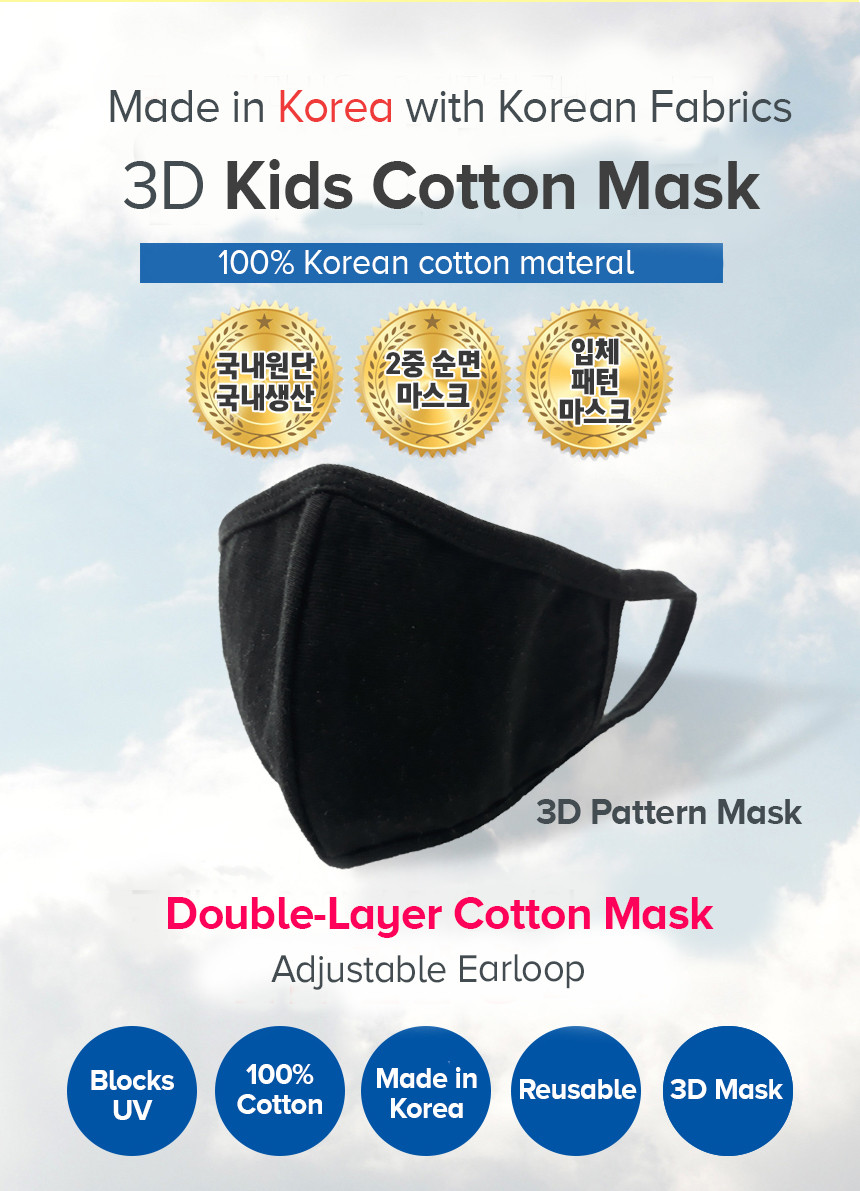 Made in Korea with Korean Fabrics
3D Kids Cotton Mask
100% Korean cotton materal
국내원단
국내생산
2중 순면
마스크
입체
패턴
마스크
3D Pattern Mask
Double-Layer Cotton Mask
Adjustable Earloop
Blocks
UV
100%
Cotton
Made in
Korea
Reusable
3D Mask